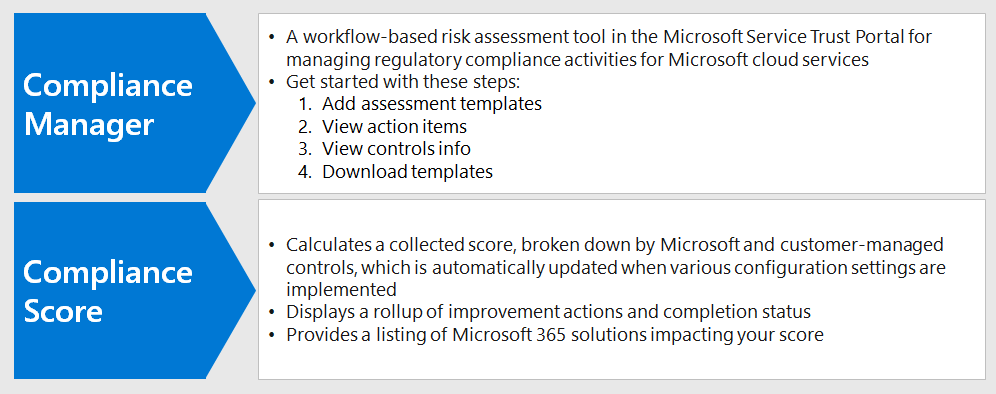 Compliance
Manager
• A workflow-based risk assessment tool in the Microsoft Service Trust Portal for
managing regulatory compliance activities for Microsoft cloud services
• Get started with these steps:
1. Add assessment templates
2. View action items
3. View controls info
4. Download templates
Compliance
Score
• Calculates a collected score, broken down by Microsoft and customer-managed
controls, which is automatically updated when various configuration settings are
implemented
• Displays a rollup of improvement actions and completion status
• Provides a listing of Microsoft 365 solutions impacting your score